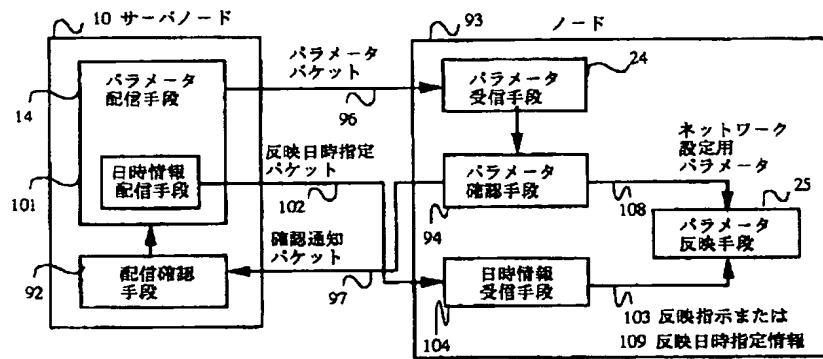 10 サーバノード
93 ノード
パラメータ
配信手段
14
日時情報
配信手段
101
配信確認
手段
92
パラメータ
パケット
96
反映日時指定
パケット
102
確認通知
パケット
97
パラメータ
受信手段
24
パラメータ
確認手段
94
日時情報
受信手段
104
ネットワーク
設定用
パラメータ
108
25
パラメータ
反映手段
103 反映指示または
109 反映日時指定情報